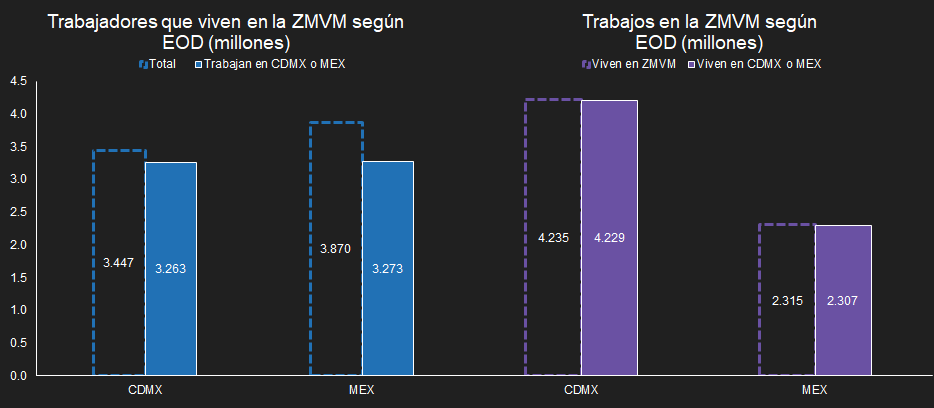 Trabajadores que viven en la ZMVM según
EOD (millones)
Total Trabajan en CDMX o MEX
Trabajos en la ZMVM según
EOD (millones)
Viven en ZMVM Viven en CDMX o MEX
4.5
4.0
3.5
3.0
2.5
2.0
1.5
1.0
0.5
0.0
3.447 3.263
3.870 3.273
4.235 4.229
2.315 2.307
CDMX MEX CDMX MEX